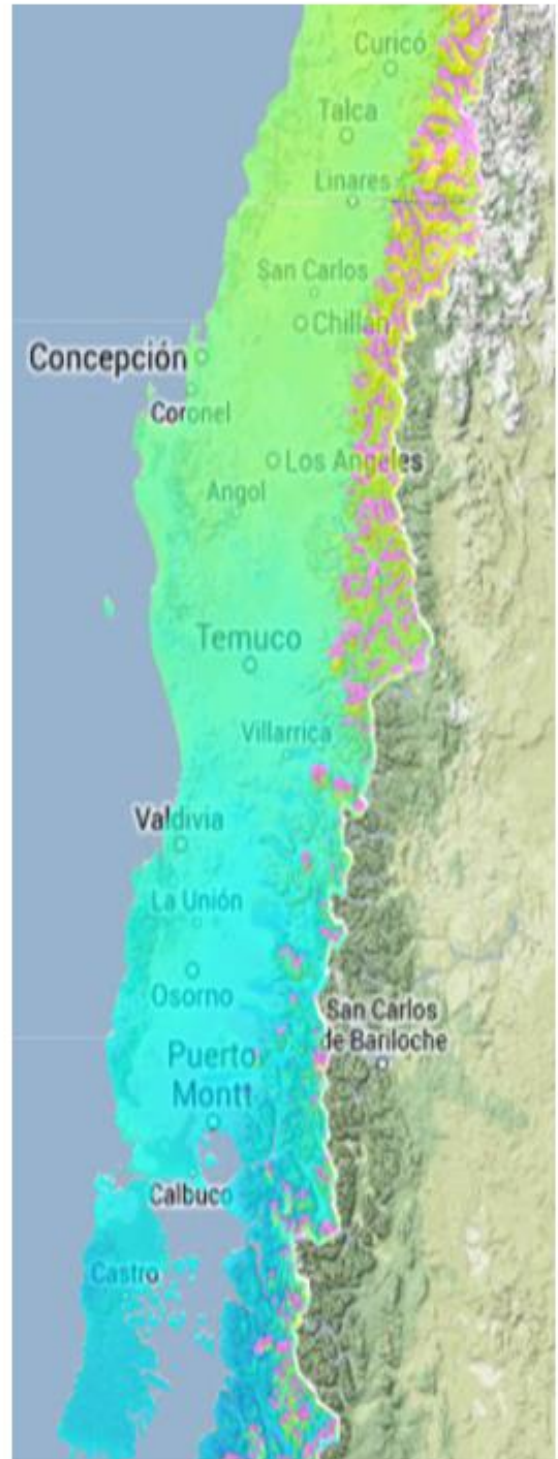 Curicó
Talca
Linares
San Carlos
Chillán
Concepción
Coronel
Los Angeles
Angol
Temuco
Villarrica
Valdivia
La Unión
Osorno
San Carlos
de Bariloche
Puerto
Montt
Calbuco
Castro